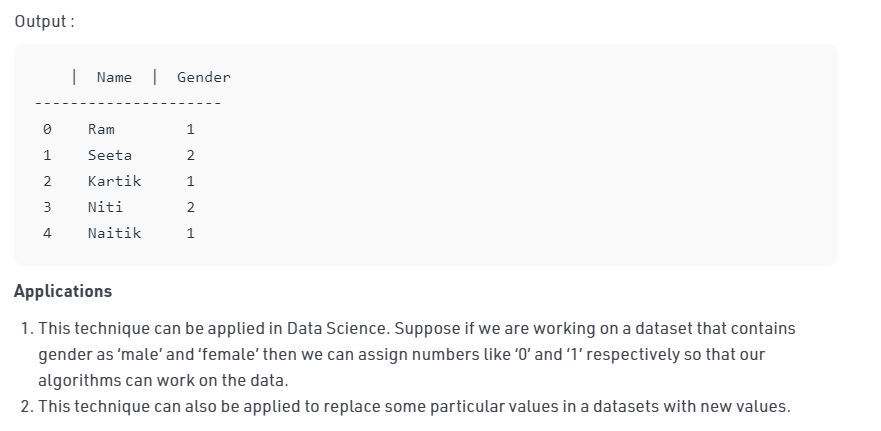 Output :
| Name | Gender
---------------------
0 Ram 1
1 Seeta 2
2 Kartik 1
3 Niti 2
4 Naitik 1
Applications
1. This technique can be applied in Data Science. Suppose if we are working on a dataset that contains
gender as ‘male’ and ‘female’ then we can assign numbers like ‘0’ and ‘1’ respectively so that our
algorithms can work on the data.
2. This technique can also be applied to replace some particular values in a datasets with new values.